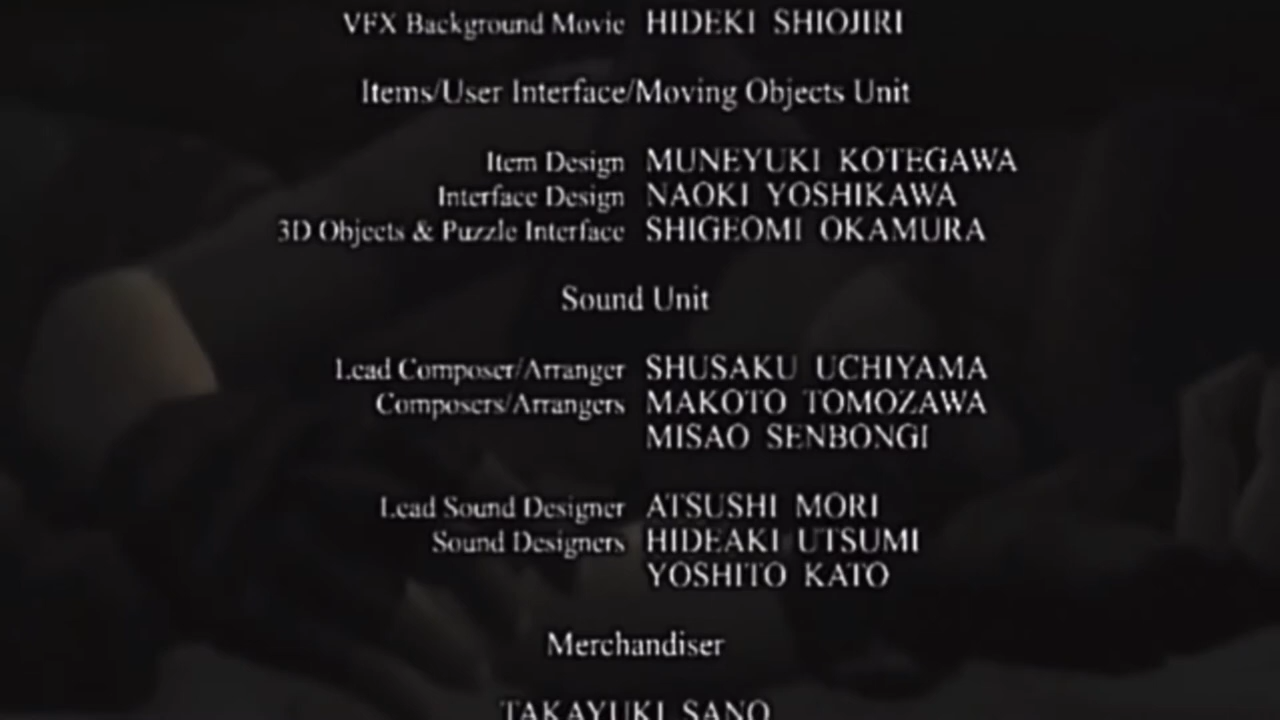 VFX Background Movie HIDEKI SHIOJIRI
Items/User Interface/Moving Objects Unit
Item Design MUNEYUKI KOTEGAWA
Interface Design NAOKI YOSHIKAWA
3D Objects & Puzzle Interface SHIGEOMI OKAMURA
Sound Unit
Lead Composer/Arranger SHUSAKU UCHIYAMA
Composers/Arrangers MAKOTO TOMOZAWA
MISAO SENBONGI
Lead Sound Designer ATSUSHI MORI
Sound Designers HIDEAKI UTSUMI
YOSHITO KATO
Merchandiser
TAKAYUKI SANO